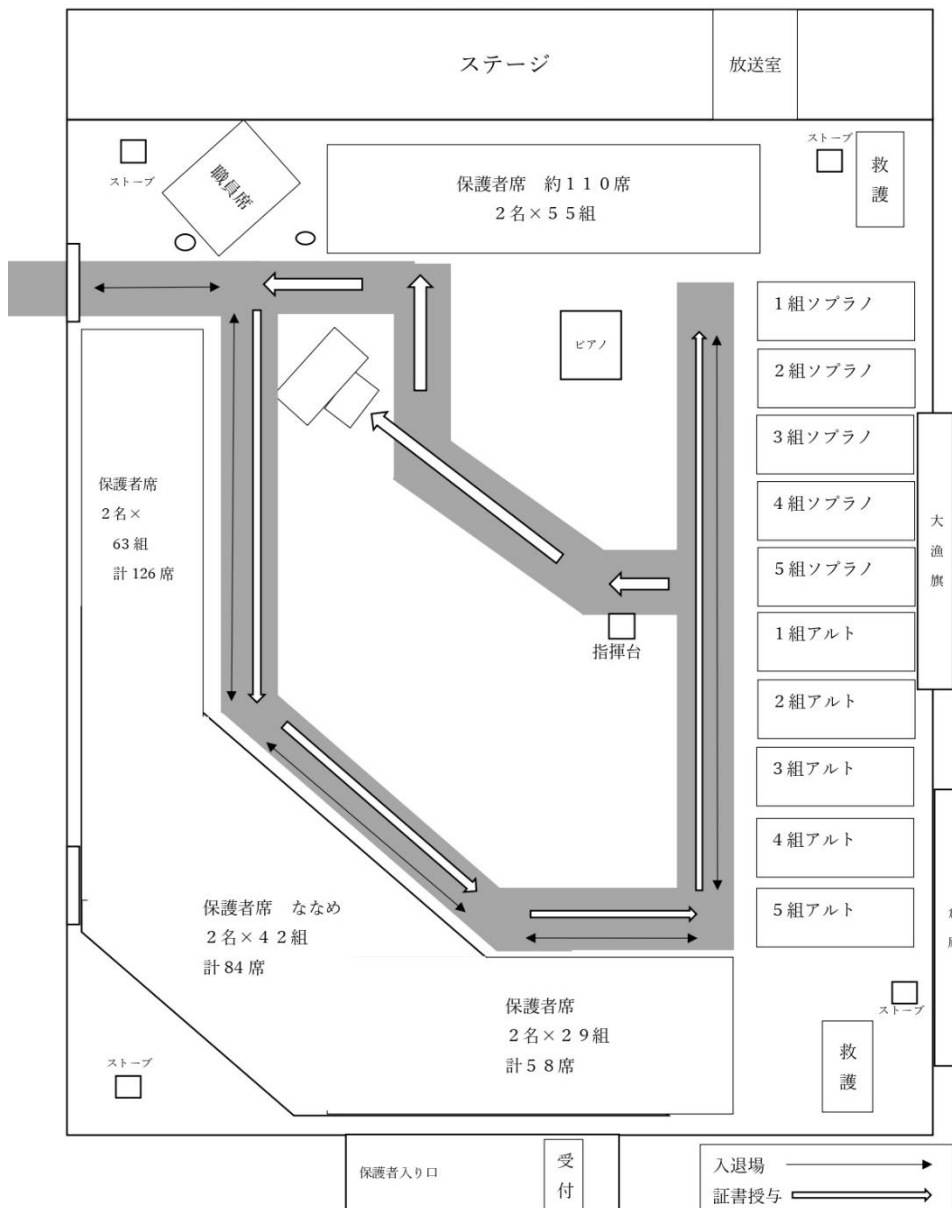 ステージ
放送室
ストーブ
職員席
保護者席　約１１０席
２名×５５組
ストーブ
救護
１組ソプラノ
２組ソプラノ
３組ソプラノ
４組ソプラノ
５組ソプラノ
１組アルト
２組アルト
３組アルト
４組アルト
５組アルト
ピアノ
大漁旗
指揮台
保護者席
２名×
63組
計126席
保護者席　ななめ
２名×４２組
計84席
保護者席
２名×２９組
計５８席
ストーブ
ストーブ
救護
保護者入り口
受付
入退場
証書授与